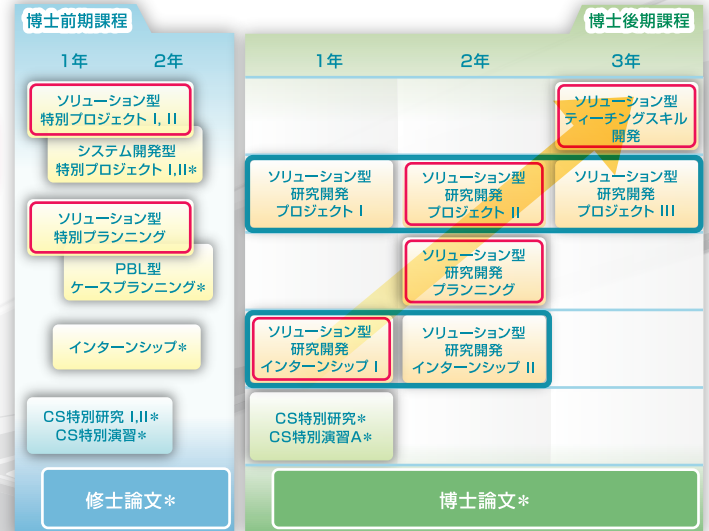 博士前期課程
1年 2年
ソリューション型
特別プロジェクト I, II
システム開発型
特別プロジェクト I,II*
ソリューション型
特別プランニング
PBL型
ケースプランニング*
インターンシップ*
CS特別研究 I,II*
CS特別演習*
修士論文*
博士後期課程
1年 2年 3年
ソリューション型
ティーチングスキル
開発
ソリューション型
研究開発
プロジェクト I
ソリューション型
研究開発
プロジェクト II
ソリューション型
研究開発
プロジェクト III
ソリューション型
研究開発
プランニング
ソリューション型
研究開発
インターンシップ I
ソリューション型
研究開発
インターンシップ II
CS特別研究*
CS特別演習A*
博士論文*